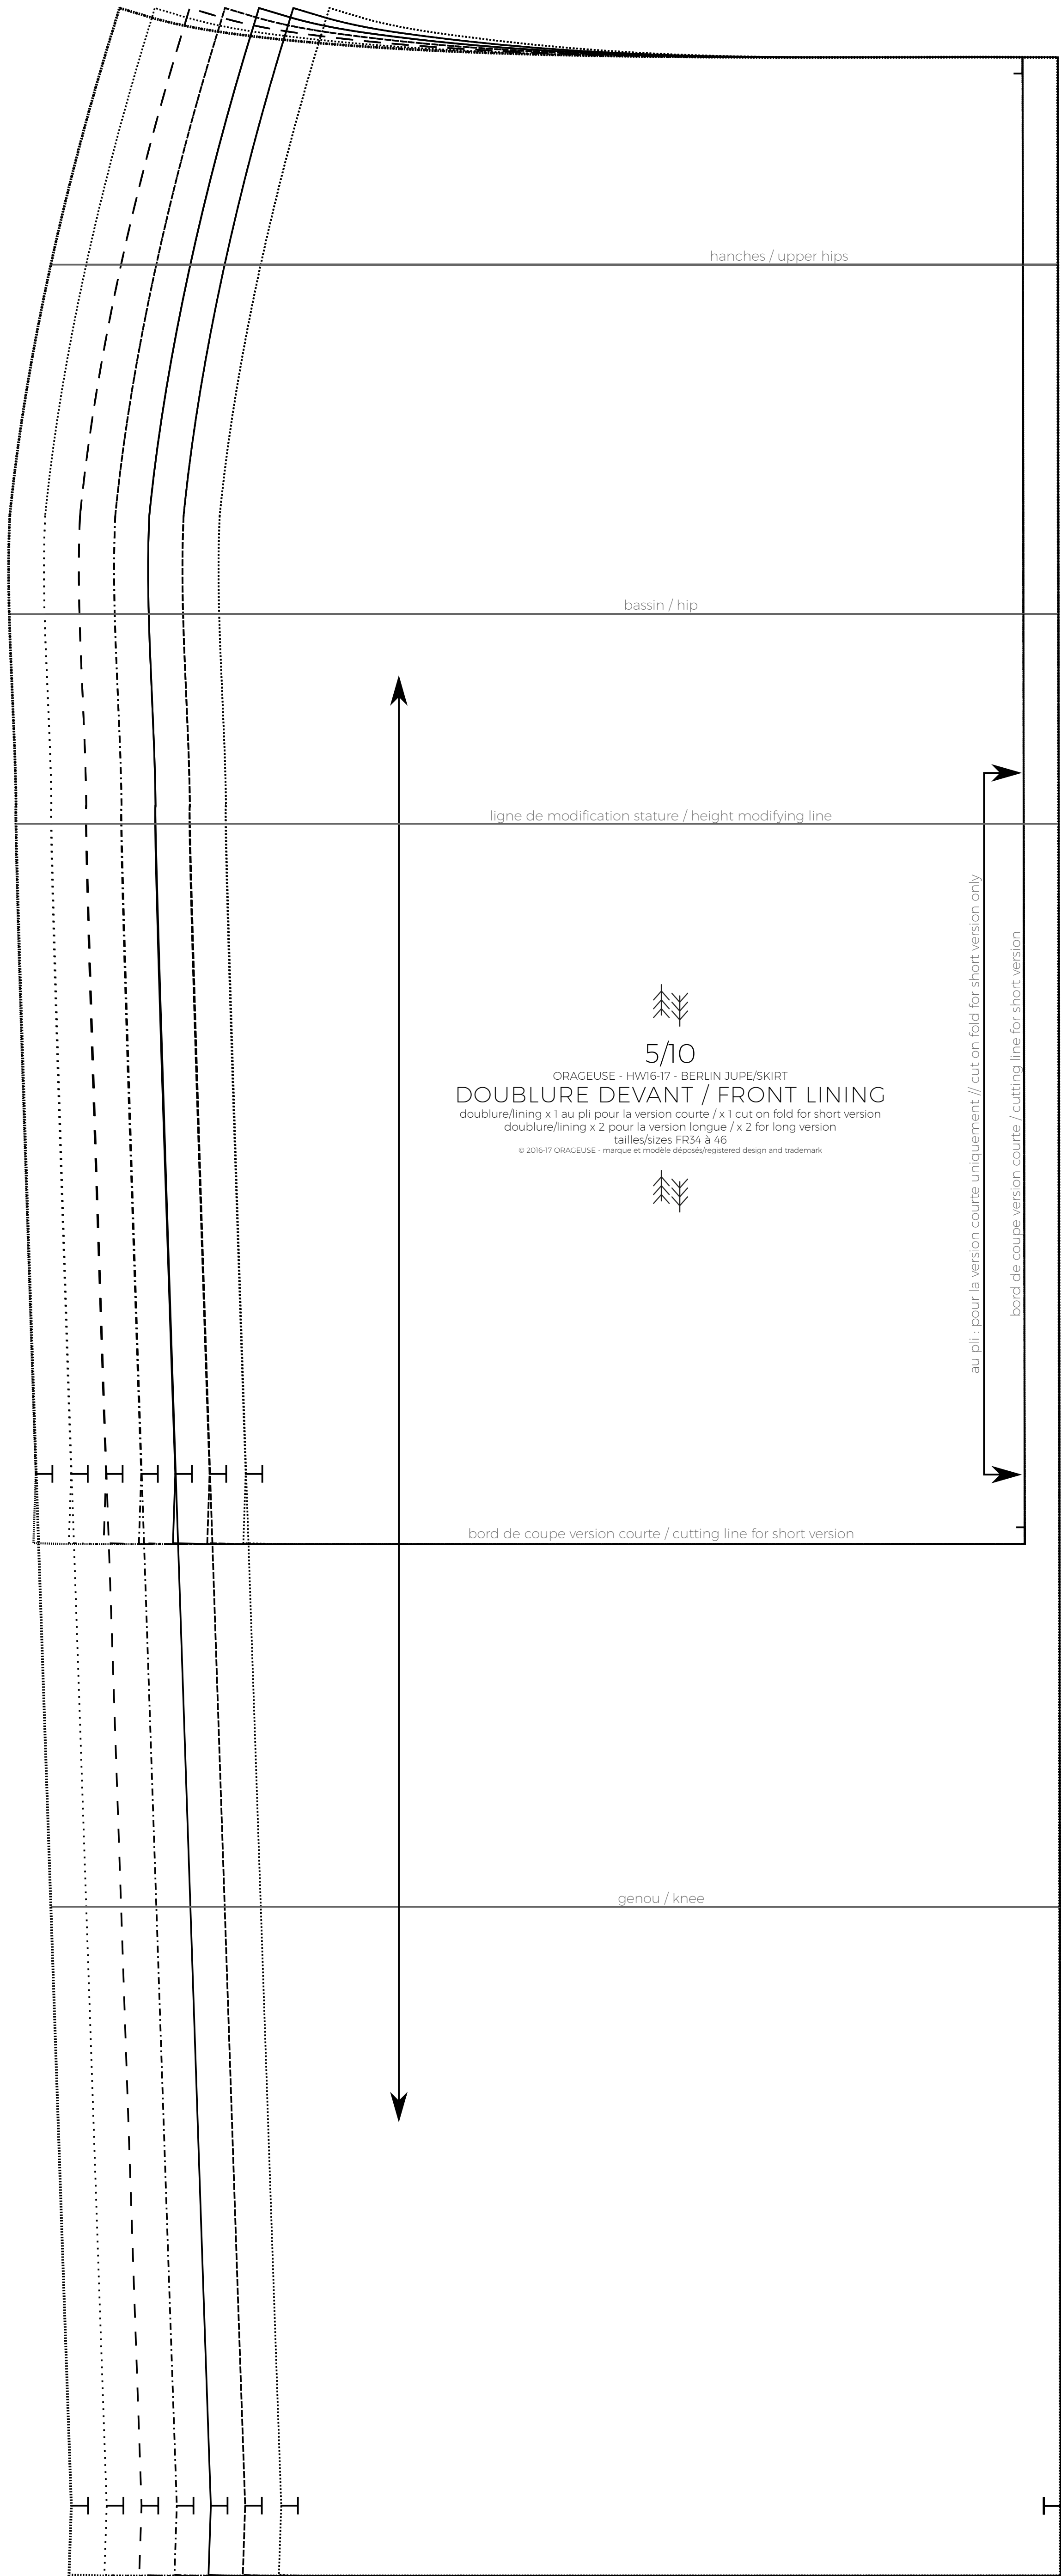 hanches / upper hips
bassin / hip
ligne de modification stature / height modifying line
au pli : pour la version courte uniquement // cut on fold for short version only
bord de coupe version courte / cutting line for short version
5/10
ORAGEUSE - HW16-17 - BERLIN JUPE/SKIRT
DOUBLURE DEVANT / FRONT LINING
doublure/lining x 1 au pli pour la version courte / x 1 cut on fold for short version
doublure/lining x 2 pour la version longue / x 2 for long version
tailles/sizes FR34 à 46
© 2016-17 ORAGEUSE - marque et modèle déposés/registered design and trademark
bord de coupe version courte / cutting line for short version
genou / knee